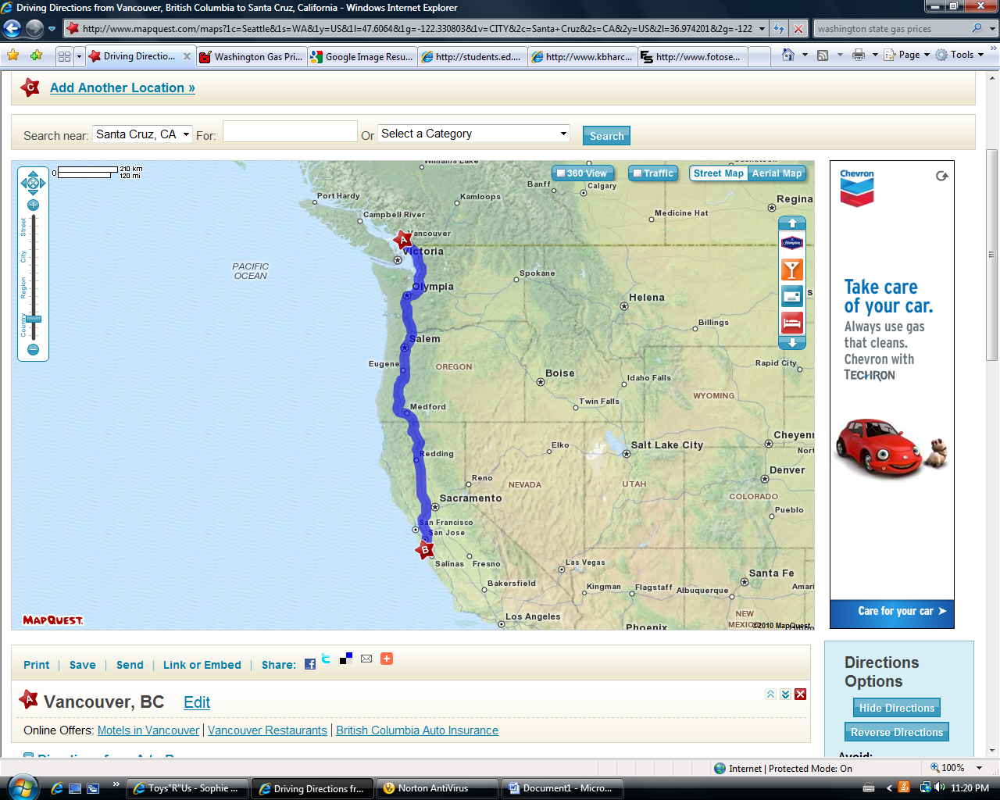 Driving Directions from Vancouver, British Columbia to Santa Cruz, California - Windows Internet Explorer
http://www.mapquest.com/maps?1c=Seattle&1s=WA&1y=US&1l=47.6064&1g=-122.330803&1v=CITY&2c=Santa+Cruz&2s=CA&2y=US&2l=36.974201&2g=-122
washington state gas prices
Driving Directio...
Washington Gas Pri...
Google Image Resu...
http://students.ed....
http://www.kbharc...
http://www.fotose...
Page
Tools
C
Add Another Location »
Search near:
Santa Cruz, CA
For:
Or
Select a Category
Search
0
210 km
120 mi
360 View
Traffic
Street Map
Aerial Map
Street
City
Region
Country
Williams Lake
Saskatoon
Banff
Calgary
Port Hardy
Kamloops
Regina
Campbell River
Medicine Hat
A
Vancouver
Victoria
Hampton
PACIFIC
OCEAN
Spokane
Olympia
Helena
Billings
Salem
Eugene
OREGON
Rapid City
Boise
Idaho Falls
WYOMING
Twin Falls
Medford
Cheyenn
Elko
Salt Lake City
Nort
Redding
Denver
Reno
NEVADA
UTAH
COLORADO
Sacramento
Pueblo
San Francisco
San Jose
B
Salinas
Fresno
Las Vegas
Santa Fe
Bakersfield
Kingman
Flagstaff
Albuquerque
Amari
Los Angeles
NEW
MEXICO
Phoenix
MAPQUEST.
©2010 MapQuest
Chevron
Take care
of your car.
Always use gas
that cleans.
Chevron with
TECHRON
Care for your car
Print
Save
Send
Link or Embed
Share:
A
Vancouver, BC
Edit
Online Offers: Motels in Vancouver | Vancouver Restaurants | British Columbia Auto Insurance
Directions from A to B
Directions
Options
Hide Directions
Reverse Directions
Avoid:
Internet | Protected Mode: On
100%
Toys"R"Us - Sophie ...
Driving Directions fr...
Norton AntiVirus
Document1 - Micro...
11:20 PM